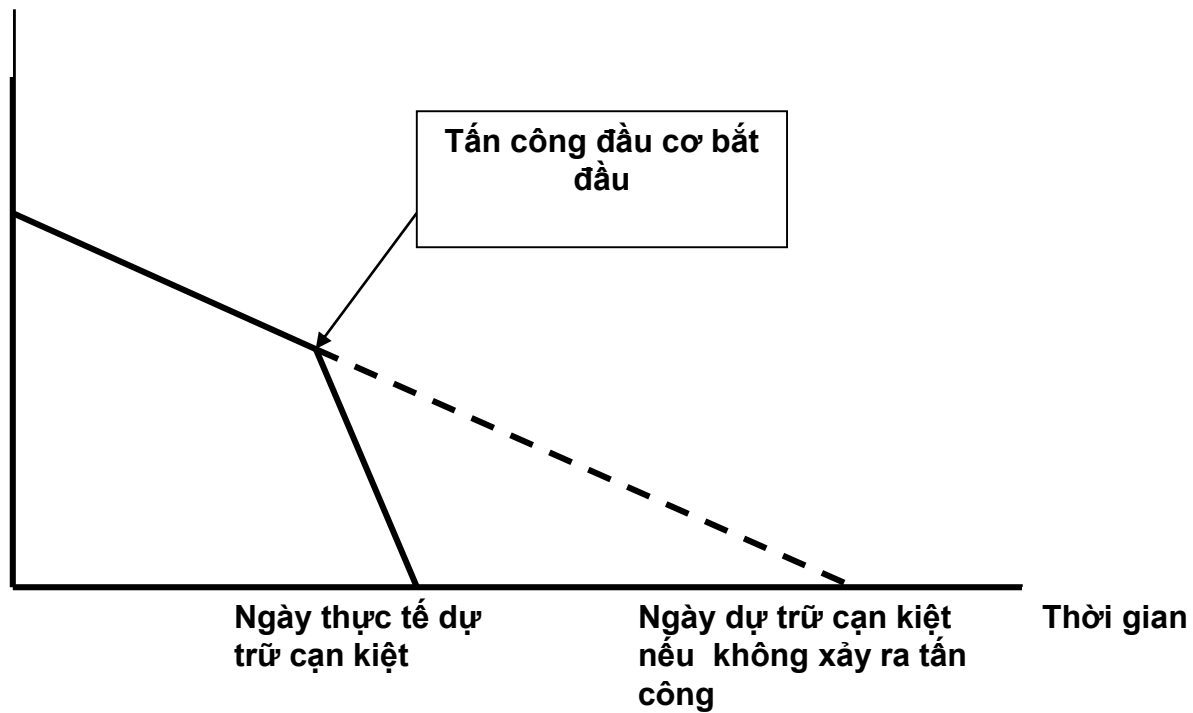 Tấn công đầu cơ bắt
đầu
Ngày thực tế dự
trữ cạn kiệt
Ngày dự trữ cạn kiệt
nếu không xảy ra tấn
công
Thời gian